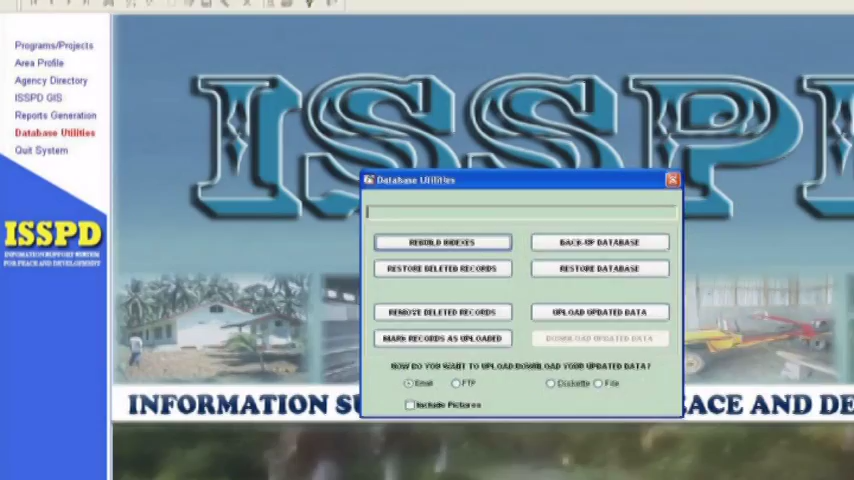 Programs/Projects
Area Profile
Agency Directory
ISSPD GIS
Reports Generation
Database Utilities
Quit System
ISSPD
INFORMATION SUPPORT SYSTEM
FOR PEACE AND DEVELOPMENT
ISSP
Database Utilities
REBUILD INDEXES
BACK-UP DATABASE
RESTORE DELETED RECORDS
RESTORE DATABASE
REMOVE DELETED RECORDS
UPLOAD UPDATED DATA
MARK RECORDS AS UPLOADED
DOWNLOAD UPDATED DATA
HOW DO YOU WANT TO UPLOAD/DOWNLOAD YOUR UPDATED DATA?
Email
FTP
Diskette
File
Include Pictures
INFORMATION SU
EACE AND DE